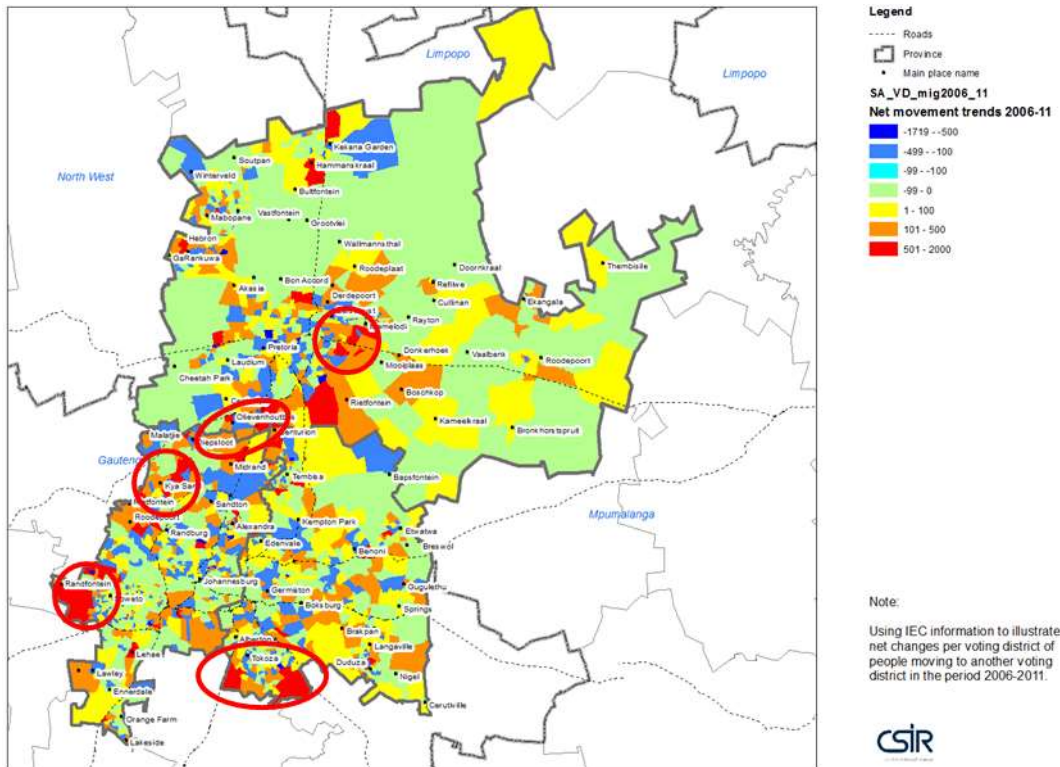 Limpopo
Limpopo
Kekana Garden
Soutpan
Hammanskraal
Winterveld
North West
Bultfontein
Mabopane
Vastfontein
Grootvlei
Hebron
Wallmannsthal
GaRankuwa
Roodeplaat
Doornkraal
Thembisile
Bon Accord
Akasia
Refilwe
Derdepoort
Cullinan
Ekangala
Rayton
Pretoria
Donkerhoek
Vaalbank
Roodepoort
Laudium
Mooiplaas
Cheetah Park
Boschkop
Rietfontein
Olievenhoutbos
Kameelkraal
Bronkhorstspruit
Malatjie
Diepsloot
Centurion
Gauteng
Midrand
Tembisa
Bapsfontein
Kya San
Sandton
Mpumalanga
Roodepoort
Alexandra
Kempton Park
Etwatwa
Randburg
Edenvale
Benoni
Breswol
Randfontein
Soweto
Johannesburg
Germiston
Gugulethu
Boksburg
Springs
Brakpan
Alberton
Langaville
Tokoza
Duduza
Nigel
Lawley
Ennerdale
Cerutiville
Orange Farm
Lakeside
Legend
Roads
Province
Main place name
SA_VD_mig2006_11
Net movement trends 2006-11
-1719 - -500
-499 - -100
-99 - -100
-99 - 0
1 - 100
101 - 500
501 - 2000
Note:
Using IEC information to illustrate
net changes per voting district of
people moving to another voting
district in the period 2006-2011.
CSIR